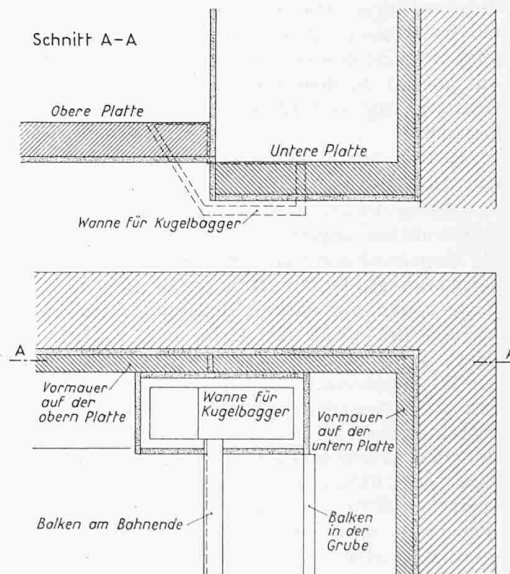 Schnitt A-A
Obere Platte
Untere Platte
Wanne für Kugelbagger
A
A
Vormauer
auf der
obern Platte
Wanne für
Kugelbagger
Vormauer
auf der
untern Platte
Balken am Bahnende
Balken
in der
Grube